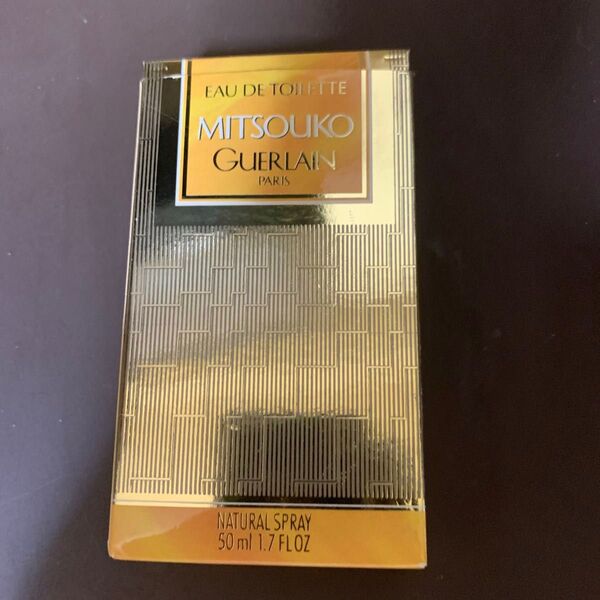 EAU DE TOILETTE
MITSOUKO
GUERLAIN
PARIS
NATURAL SPRAY
50 ml 1.7 FL OZ